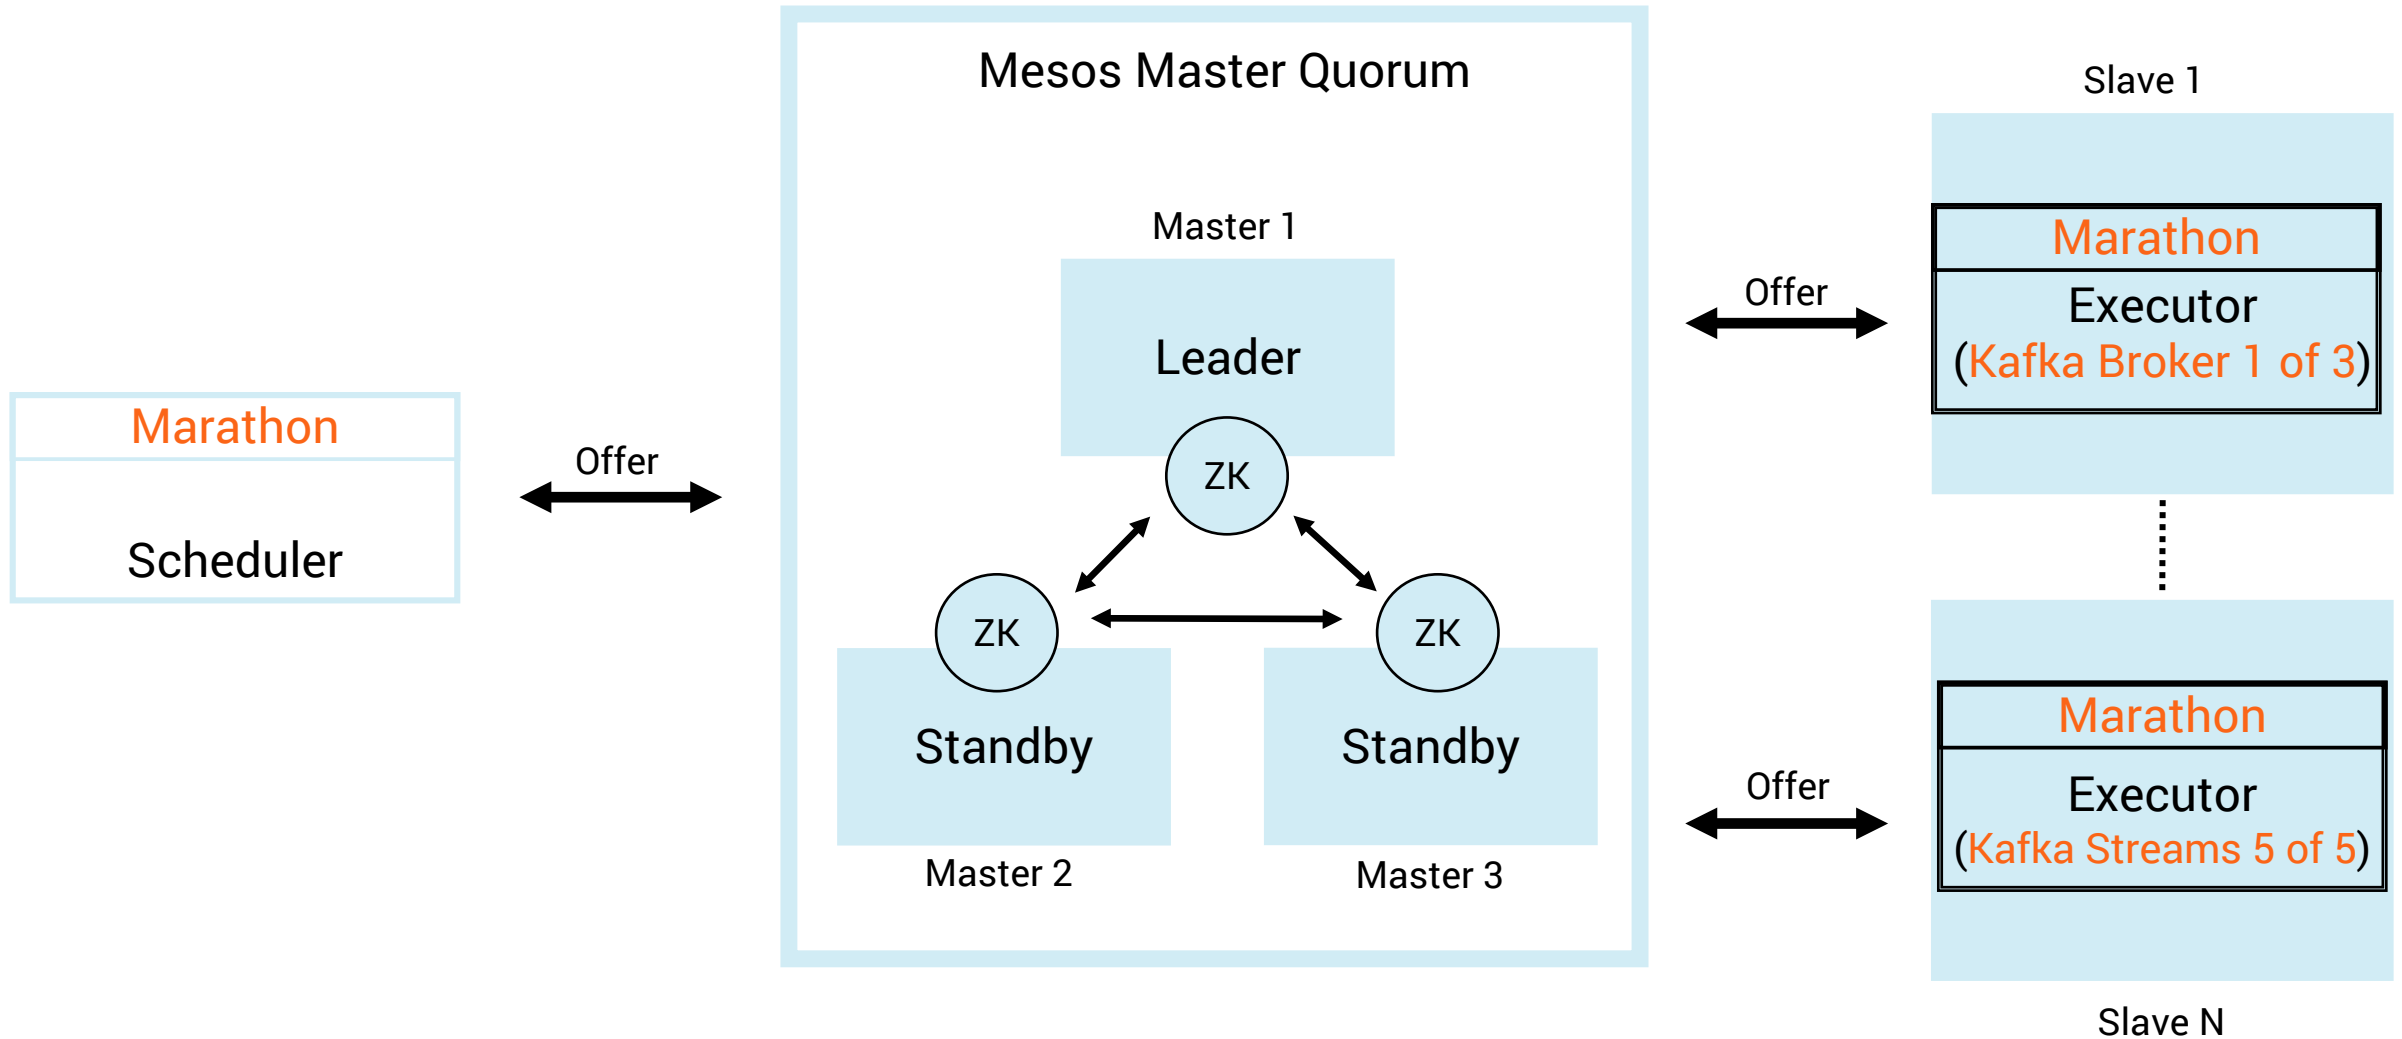 Marathon
Scheduler
Offer
Mesos Master Quorum
Master 1
Leader
ZK
ZK
ZK
Standby
Standby
Master 2
Master 3
Offer
Offer
Slave 1
Marathon
Executor
(Kafka Broker 1 of 3)
Marathon
Executor
(Kafka Streams 5 of 5)
Slave N